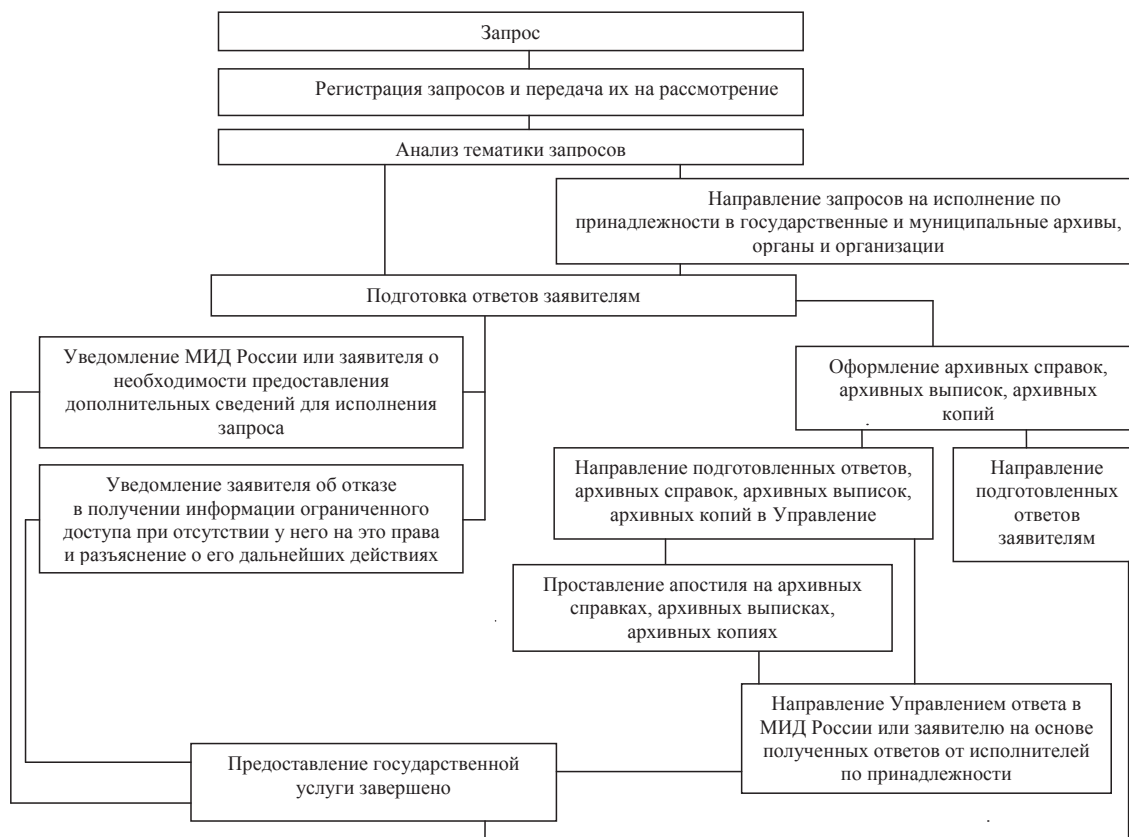 Запрос
Регистрация запросов и передача их на рассмотрение
Анализ тематики запросов
Направление запросов на исполнение по
принадлежности в государственные и муниципальные архивы,
органы и организации
Подготовка ответов заявителям
Уведомление МИД России или заявителя о
необходимости предоставления
дополнительных сведений для исполнения
запроса
Оформление архивных справок,
архивных выписок, архивных
копий
Уведомление заявителя об отказе
в получении информации ограниченного
доступа при отсутствии у него на это права
и разъяснение о его дальнейших действиях
Направление подготовленных ответов,
архивных справок, архивных выписок,
архивных копий в Управление
Направление
подготовленных
ответов
заявителям
Проставление апостиля на архивных
справках, архивных выписках,
архивных копиях
Направление Управлением ответа в
МИД России или заявителю на основе
полученных ответов от исполнителей
по принадлежности
Предоставление государственной
услуги завершено